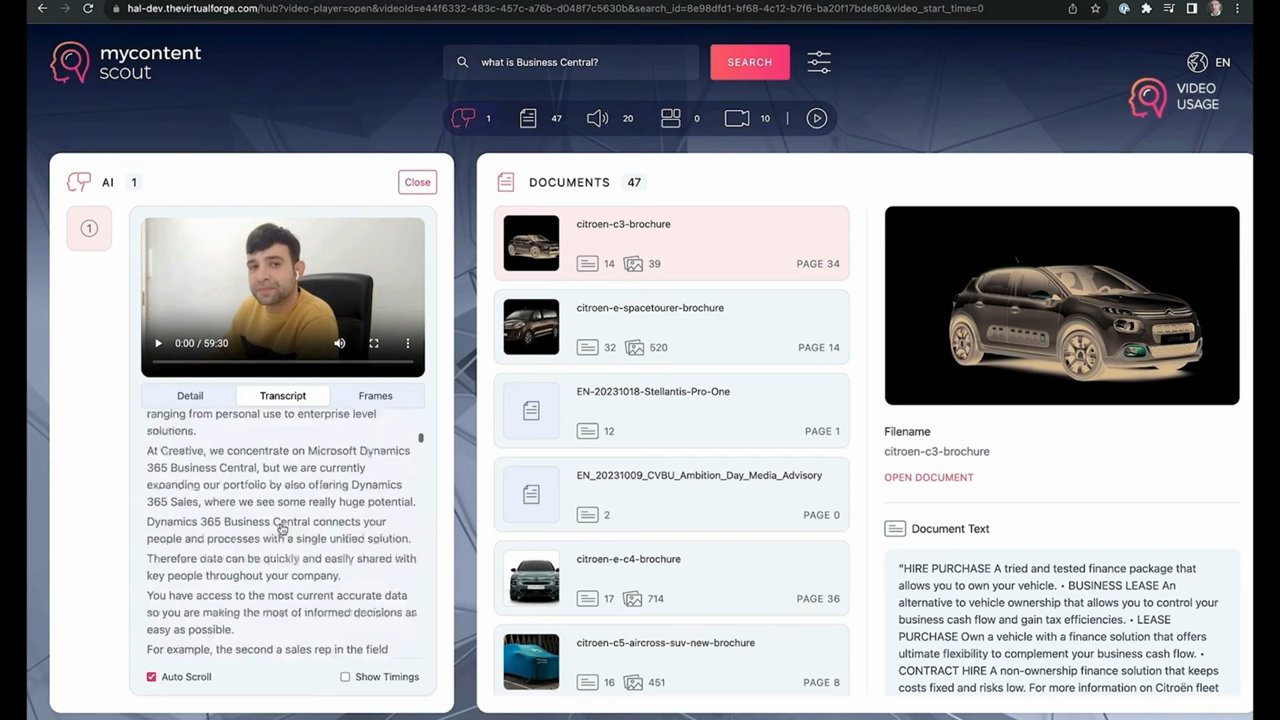 hal-dev.thevirtualforge.com/hub?video-player=open&videoId=e44f6332-483c-457c-a76b-d048f7c5630b&search_id=8e98dfd1-bf68-4c12-b7f6-ba20f17bde80&video_start_time=0
mycontent
scout
what is Business Central?
SEARCH
EN
VIDEO
USAGE
1
47
20
0
10
AI 1
Close
1
0:00 / 59:30
Detail
Transcript
Frames
ranging from personal use to enterprise level
solutions.
At Creative, we concentrate on Microsoft Dynamics
365 Business Central, but we are currently
expanding our portfolio by also offering Dynamics
365 Sales, where we see some really huge potential.
Dynamics 365 Business Central connects your
people and processes with a single unified solution.
Therefore data can be quickly and easily shared with
key people throughout your company.
You have access to the most current accurate data
so you are making the most of informed decisions as
easy as possible.
For example, the second a sales rep in the field
Auto Scroll
Show Timings
DOCUMENTS 47
citroen-c3-brochure
14
39
PAGE 34
citroen-e-spacetourer-brochure
32
520
PAGE 14
EN-20231018-Stellantis-Pro-One
12
PAGE 1
EN_20231009_CVBU_Ambition_Day_Media_Advisory
2
PAGE 0
citroen-e-c4-brochure
17
714
PAGE 36
citroen-c5-aircross-suv-new-brochure
16
451
PAGE 8
Filename
citroen-c3-brochure
OPEN DOCUMENT
Document Text
"HIRE PURCHASE A tried and tested finance package that
allows you to own your vehicle. • BUSINESS LEASE An
alternative to vehicle ownership that allows you to control your
business cash flow and gain tax efficiencies. • LEASE
PURCHASE Own a vehicle with a finance solution that offers
ultimate flexibility to complement your business cash flow. •
CONTRACT HIRE A non-ownership finance solution that keeps
costs fixed and risks low. For more information on Citroën fleet